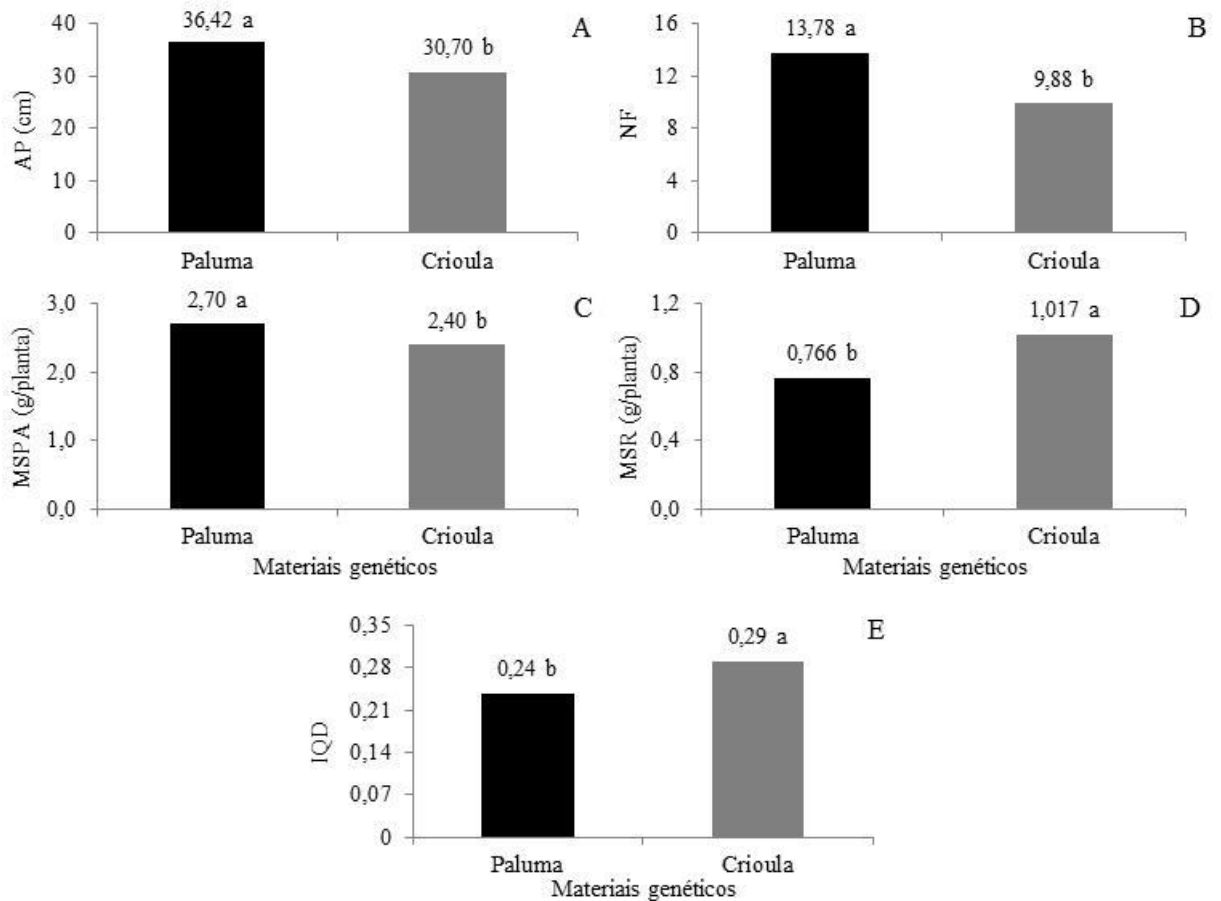 A
AP (cm)
40
30
20
10
0
36,42 a
30,70 b
Paluma
Crioula
B
NF
16
12
8
4
0
13,78 a
9,88 b
Paluma
Crioula
C
MSPA (g/planta)
3,0
2,0
1,0
0,0
2,70 a
2,40 b
Paluma
Crioula
Materiais genéticos
D
MSR (g/planta)
1,2
0,8
0,4
0,0
0,766 b
1,017 a
Paluma
Crioula
Materiais genéticos
E
IQD
0,35
0,28
0,21
0,14
0,07
0
0,24 b
0,29 a
Paluma
Crioula
Materiais genéticos